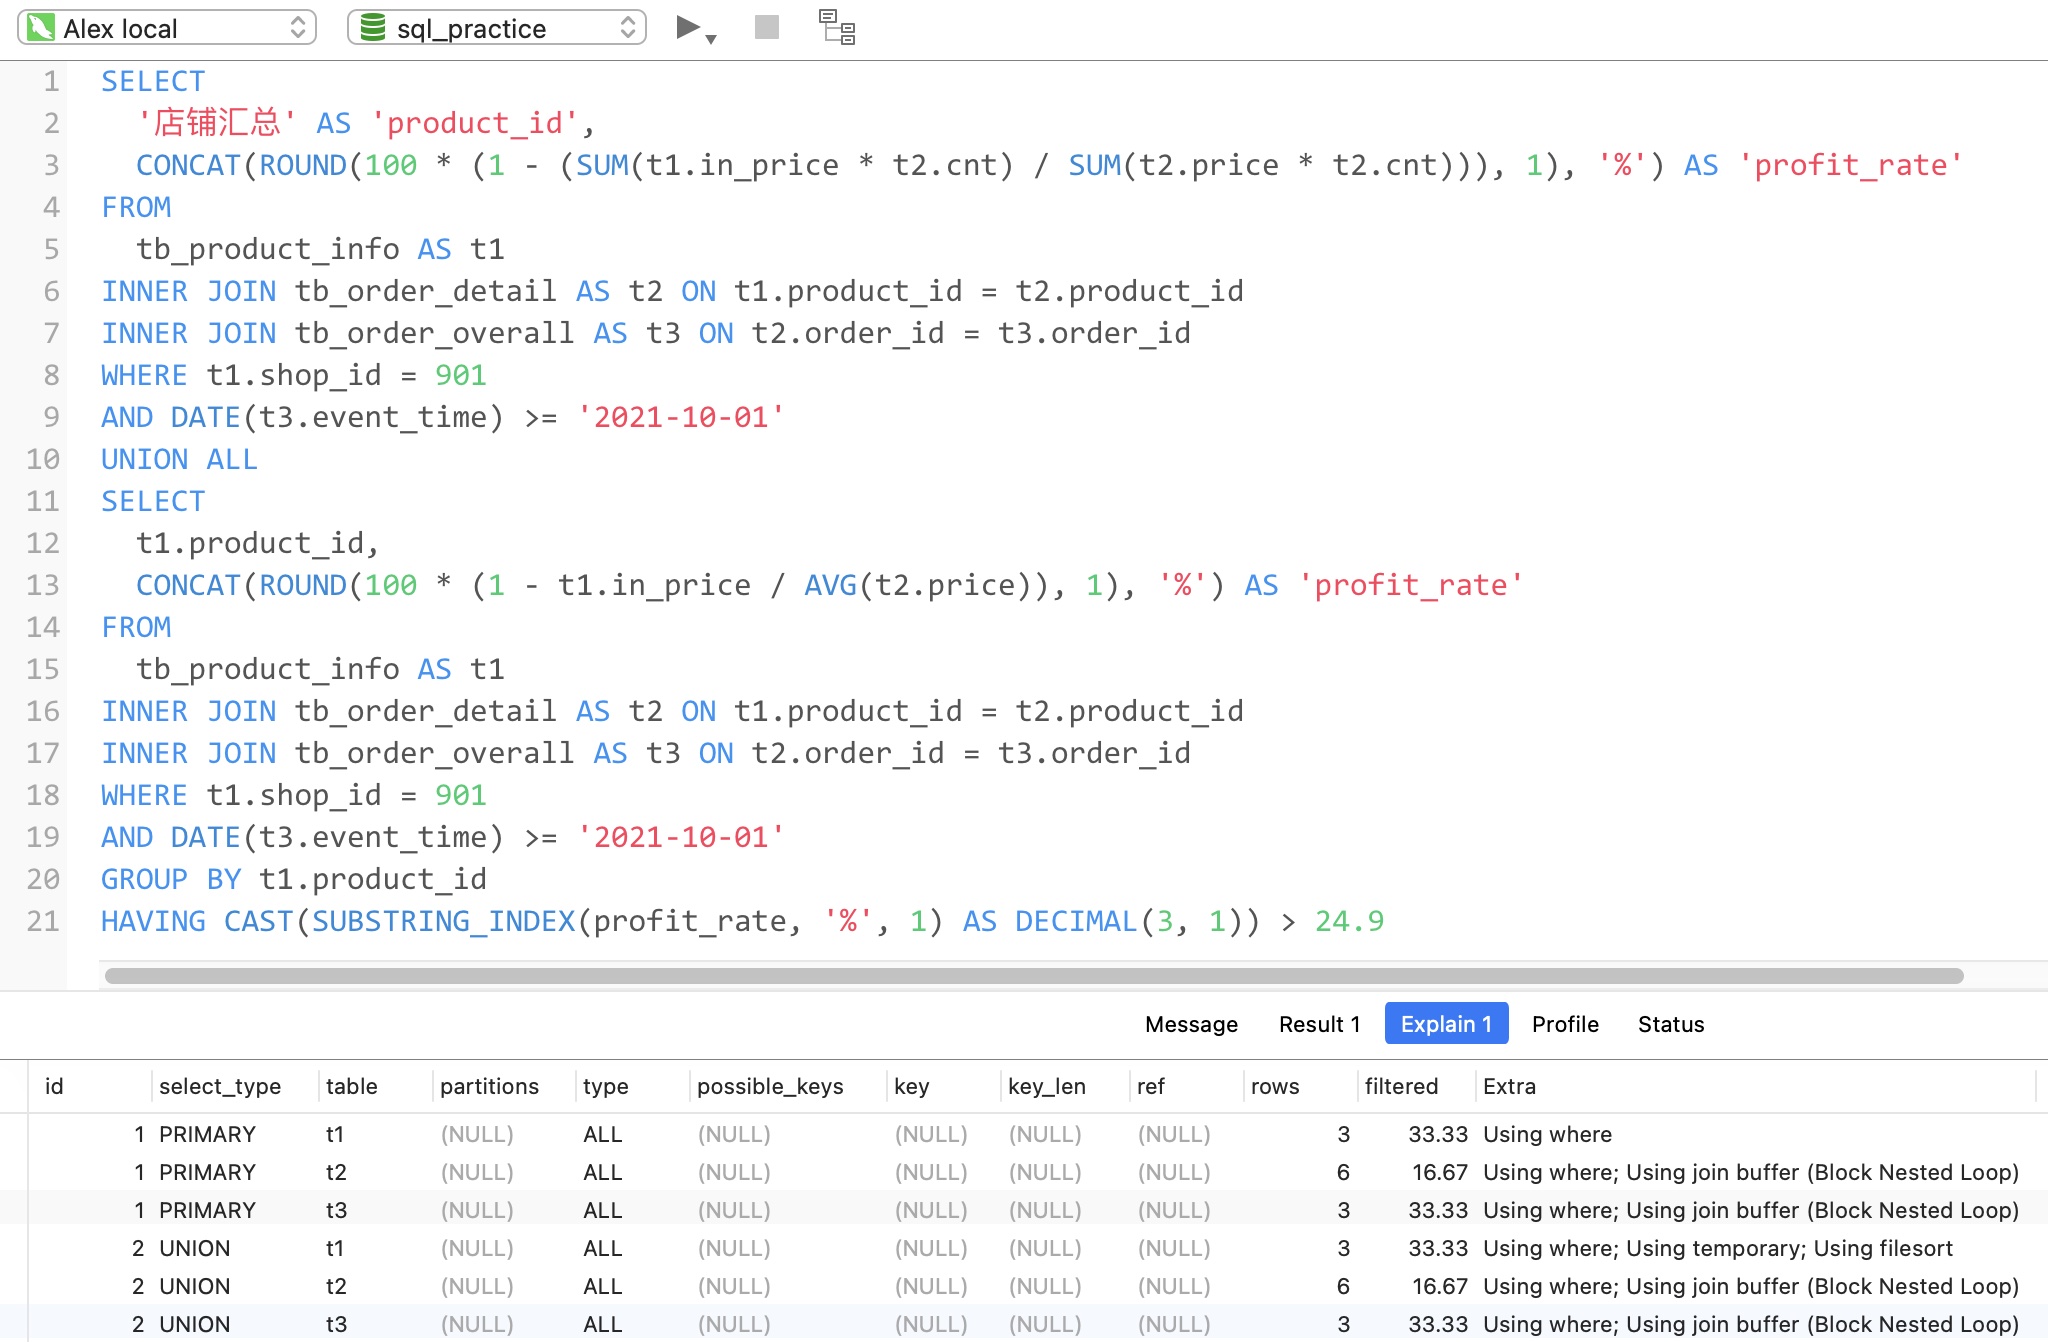 Alex local sql_practice
1 SELECT
2 '店铺汇总' AS 'product_id',
3 CONCAT(ROUND(100 * (1 - (SUM(t1.in_price * t2.cnt) / SUM(t2.price * t2.cnt))), 1), '%') AS 'profit_rate'
4 FROM
5 tb_product_info AS t1
6 INNER JOIN tb_order_detail AS t2 ON t1.product_id = t2.product_id
7 INNER JOIN tb_order_overall AS t3 ON t2.order_id = t3.order_id
8 WHERE t1.shop_id = 901
9 AND DATE(t3.event_time) >= '2021-10-01'
10 UNION ALL
11 SELECT
12 t1.product_id,
13 CONCAT(ROUND(100 * (1 - t1.in_price / AVG(t2.price)), 1), '%') AS 'profit_rate'
14 FROM
15 tb_product_info AS t1
16 INNER JOIN tb_order_detail AS t2 ON t1.product_id = t2.product_id
17 INNER JOIN tb_order_overall AS t3 ON t2.order_id = t3.order_id
18 WHERE t1.shop_id = 901
19 AND DATE(t3.event_time) >= '2021-10-01'
20 GROUP BY t1.product_id
21 HAVING CAST(SUBSTRING_INDEX(profit_rate, '%', 1) AS DECIMAL(3, 1)) > 24.9
Message Result 1 Explain 1 Profile Status
id select_type table partitions type possible_keys key key_len ref rows filtered Extra
1 PRIMARY t1 (NULL) ALL (NULL) (NULL) (NULL) (NULL) 3 33.33 Using where
1 PRIMARY t2 (NULL) ALL (NULL) (NULL) (NULL) (NULL) 6 16.67 Using where; Using join buffer (Block Nested Loop)
1 PRIMARY t3 (NULL) ALL (NULL) (NULL) (NULL) (NULL) 3 33.33 Using where; Using join buffer (Block Nested Loop)
2 UNION t1 (NULL) ALL (NULL) (NULL) (NULL) (NULL) 3 33.33 Using where; Using temporary; Using filesort
2 UNION t2 (NULL) ALL (NULL) (NULL) (NULL) (NULL) 6 16.67 Using where; Using join buffer (Block Nested Loop)
2 UNION t3 (NULL) ALL (NULL) (NULL) (NULL) (NULL) 3 33.33 Using where; Using join buffer (Block Nested Loop)